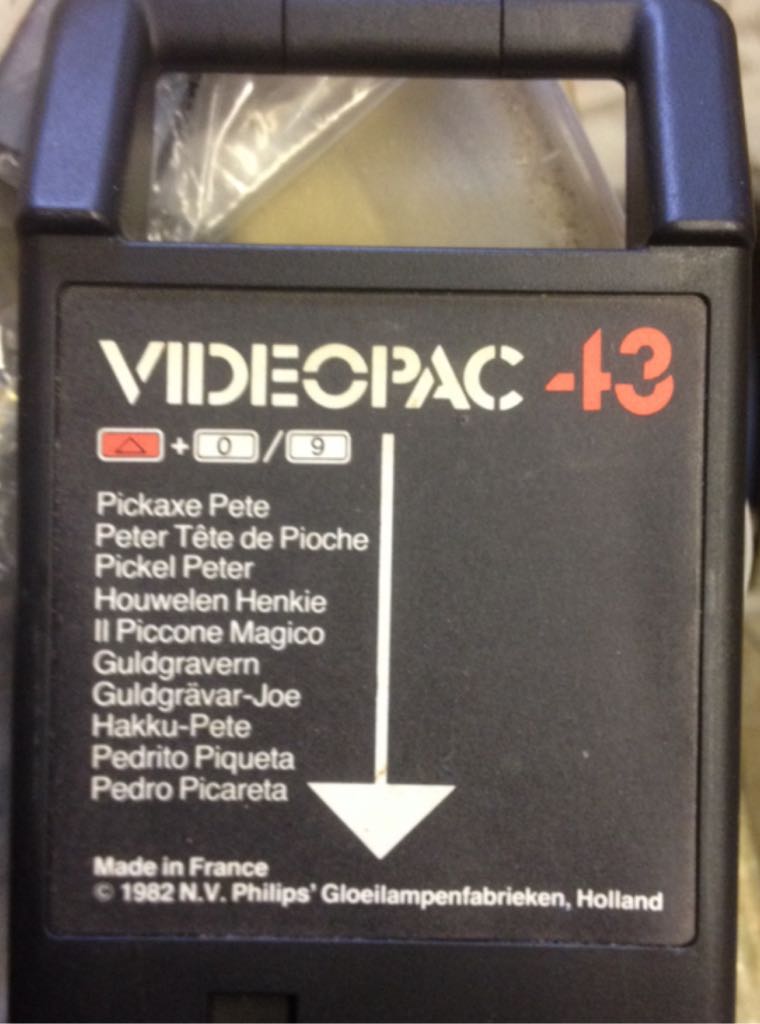 VIDEOPAC 43
△ + 0 / 9
Pickaxe Pete
Peter Tête de Pioche
Pickel Peter
Houwelen Henkie
Il Piccone Magico
Guldgravern
Guldgrävar-Joe
Hakku-Pete
Pedrito Piqueta
Pedro Picareta
Made in France
© 1982 N.V. Philips' Gloeilampenfabrieken, Holland